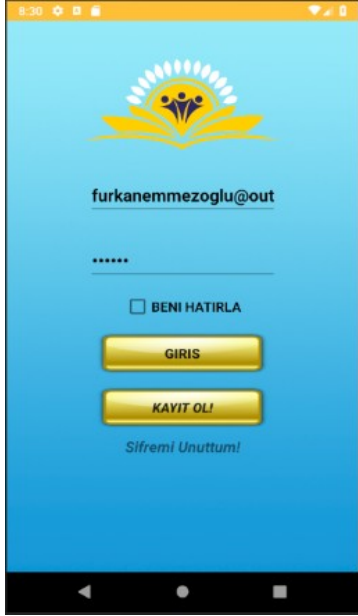 8:30
furkanemmezoglu@out
••••••
BENI HATIRLA
GIRIS
KAYIT OL!
Sifremi Unuttum!